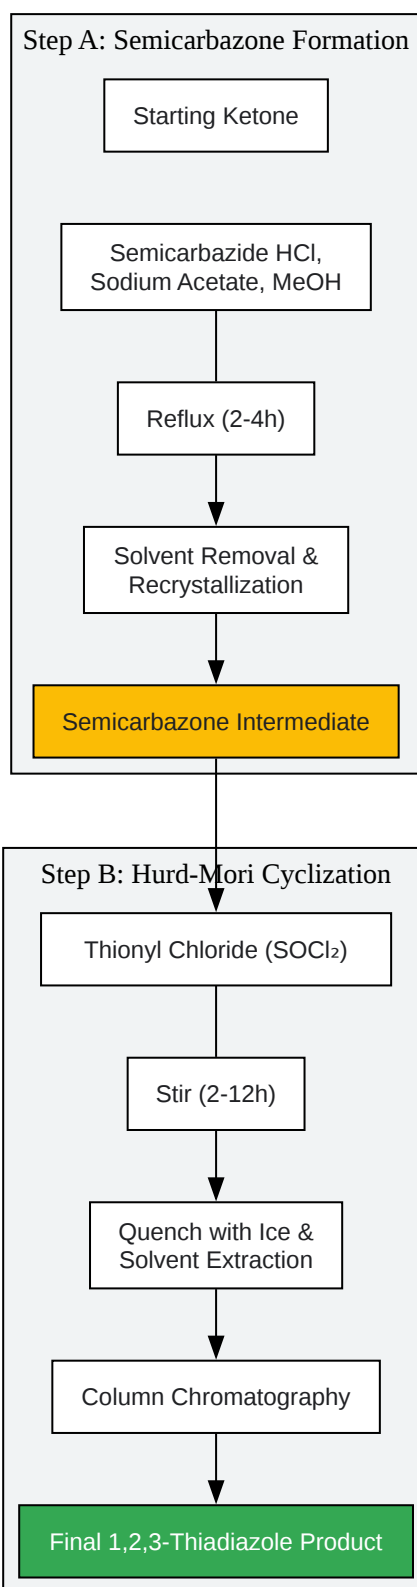 Step A: Semicarbazone Formation
Starting Ketone
Semicarbazide HCl,
Sodium Acetate, MeOH
Reflux (2-4h)
Solvent Removal &
Recrystallization
Semicarbazone Intermediate
Step B: Hurd-Mori Cyclization
Thionyl Chloride (SOCl₂)
Stir (2-12h)
Quench with Ice &
Solvent Extraction
Column Chromatography
Final 1,2,3-Thiadiazole Product